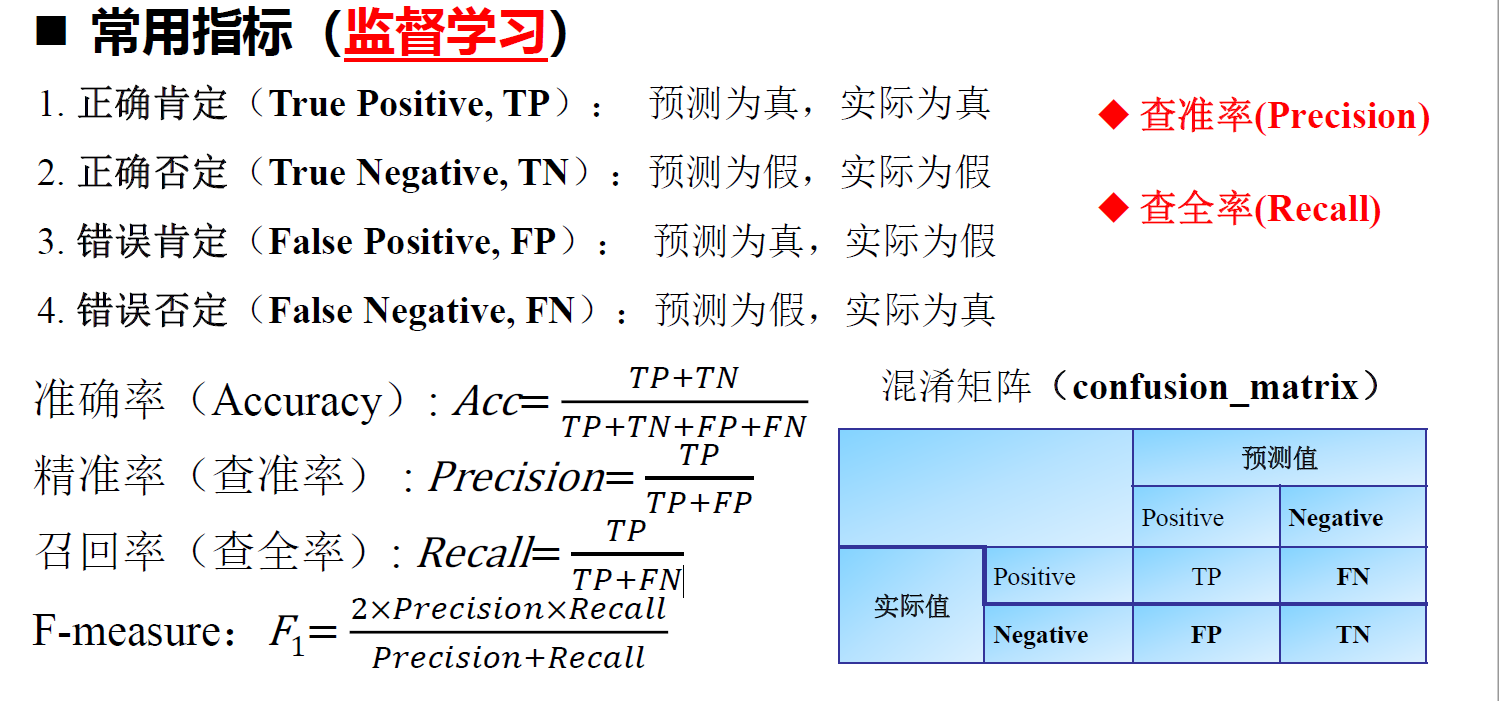 ■ 常用指标（监督学习）
1. 正确肯定（True Positive, TP）： 预测为真，实际为真
2. 正确否定（True Negative, TN）：预测为假，实际为假
3. 错误肯定（False Positive, FP）： 预测为真，实际为假
4. 错误否定（False Negative, FN）：预测为假，实际为真
◆ 查准率(Precision)
◆ 查全率(Recall)
准确率（Accuracy）: Acc= TP+TN / TP+TN+FP+FN
精准率（查准率）: Precision= TP / TP+FP
召回率（查全率）: Recall= TP / TP+FN
F-measure：F₁= 2×Precision×Recall / Precision+Recall
混淆矩阵（confusion_matrix）
预测值
Positive Negative
实际值
Positive TP FN
Negative FP TN